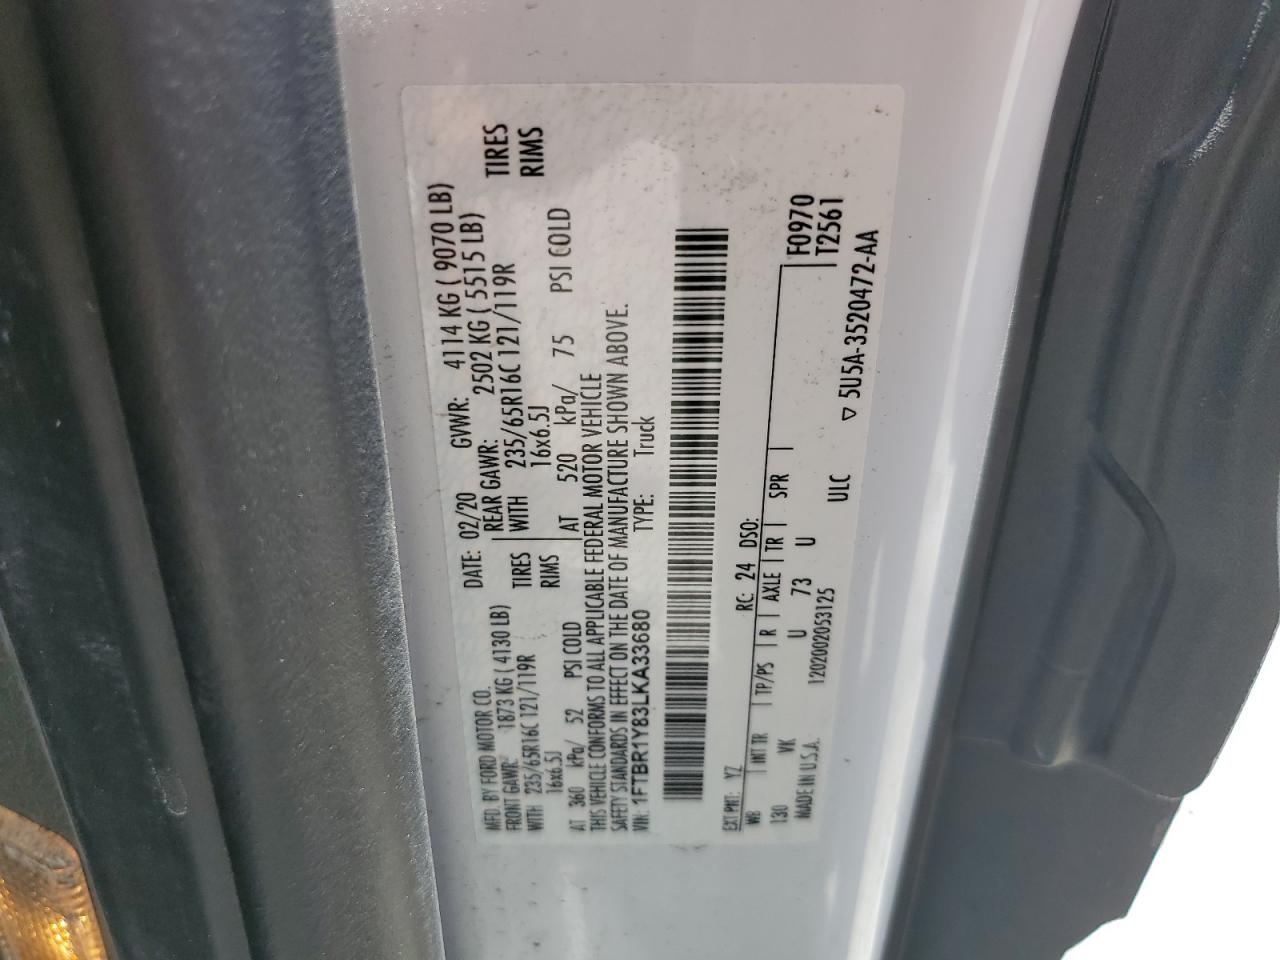 MFD. BY FORD MOTOR CO. DATE: 02/20 GVWR: 4114 KG ( 9070 LB)
FRONT GAWR: 1873 KG ( 4130 LB) REAR GAWR: 2502 KG ( 5515 LB)
WITH 235/65R16C 121/119R TIRES WITH 235/65R16C 121/119R TIRES
16x6.5J RIMS 16x6.5J RIMS
AT 360 kPa/ 52 PSI COLD AT 520 kPa/ 75 PSI COLD
THIS VEHICLE CONFORMS TO ALL APPLICABLE FEDERAL MOTOR VEHICLE
SAFETY STANDARDS IN EFFECT ON THE DATE OF MANUFACTURE SHOWN ABOVE.
VIN: 1FTBR1Y83LKA33680 TYPE: Truck
EXT PNT: YZ RC: 24 DSO: F0970
WB INT TR TP/PS R AXLE TR SPR T2561
130 VK U 73 U
MADE IN U.S.A. 1202002053125 ULC ▽ 5U5A-3520472-AA